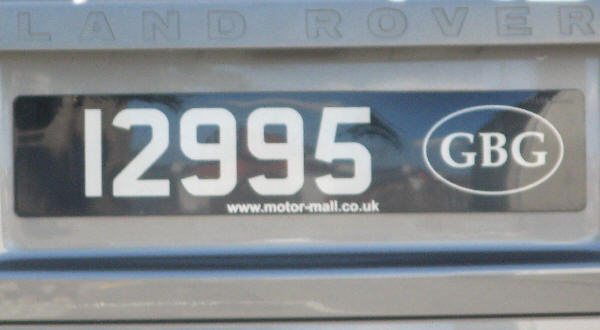 LAND ROVER
12995 GBG
www.motor-mall.co.uk